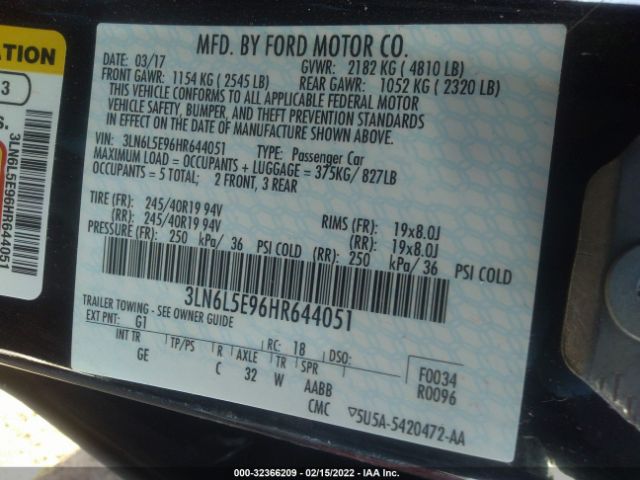 ATION
3
S.
3LN6L5E96HR644051
MFD. BY FORD MOTOR CO.
DATE: 03/17 GVWR: 2182 KG ( 4810 LB)
FRONT GAWR: 1154 KG ( 2545 LB) REAR GAWR: 1052 KG ( 2320 LB)
THIS VEHICLE CONFORMS TO ALL APPLICABLE FEDERAL MOTOR
VEHICLE SAFETY, BUMPER, AND THEFT PREVENTION STANDARDS
IN EFFECT ON THE DATE OF MANUFACTURE SHOWN ABOVE.
VIN: 3LN6L5E96HR644051 TYPE: Passenger Car
MAXIMUM LOAD = OCCUPANTS + LUGGAGE = 375KG/ 827LB
OCCUPANTS = 5 TOTAL: 2 FRONT, 3 REAR
TIRE (FR): 245/40R19 94V RIMS (FR): 19x8.0J
(RR): 245/40R19 94V (RR): 19x8.0J
PRESSURE (FR): 250 kPa/ 36 PSI COLD (RR): 250 kPa/ 36 PSI COLD
3LN6L5E96HR644051
TRAILER TOWING - SEE OWNER GUIDE
EXT PNT: G1 RC: 18 DSO:
INT TR TP/PS R AXLE TR SPR
GE C 32 W AABB
CMC
F0034
R0096
5U5A-5420472-AA
000-32366209 - 02/15/2022 - IAA Inc.